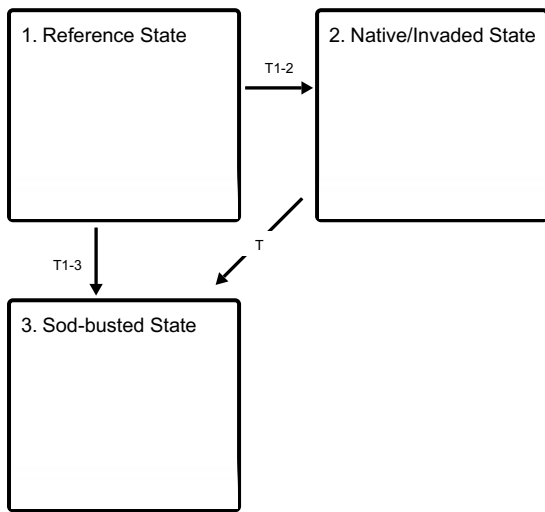 1. Reference State
2. Native/Invaded State
T1-2
T
T1-3
3. Sod-busted State